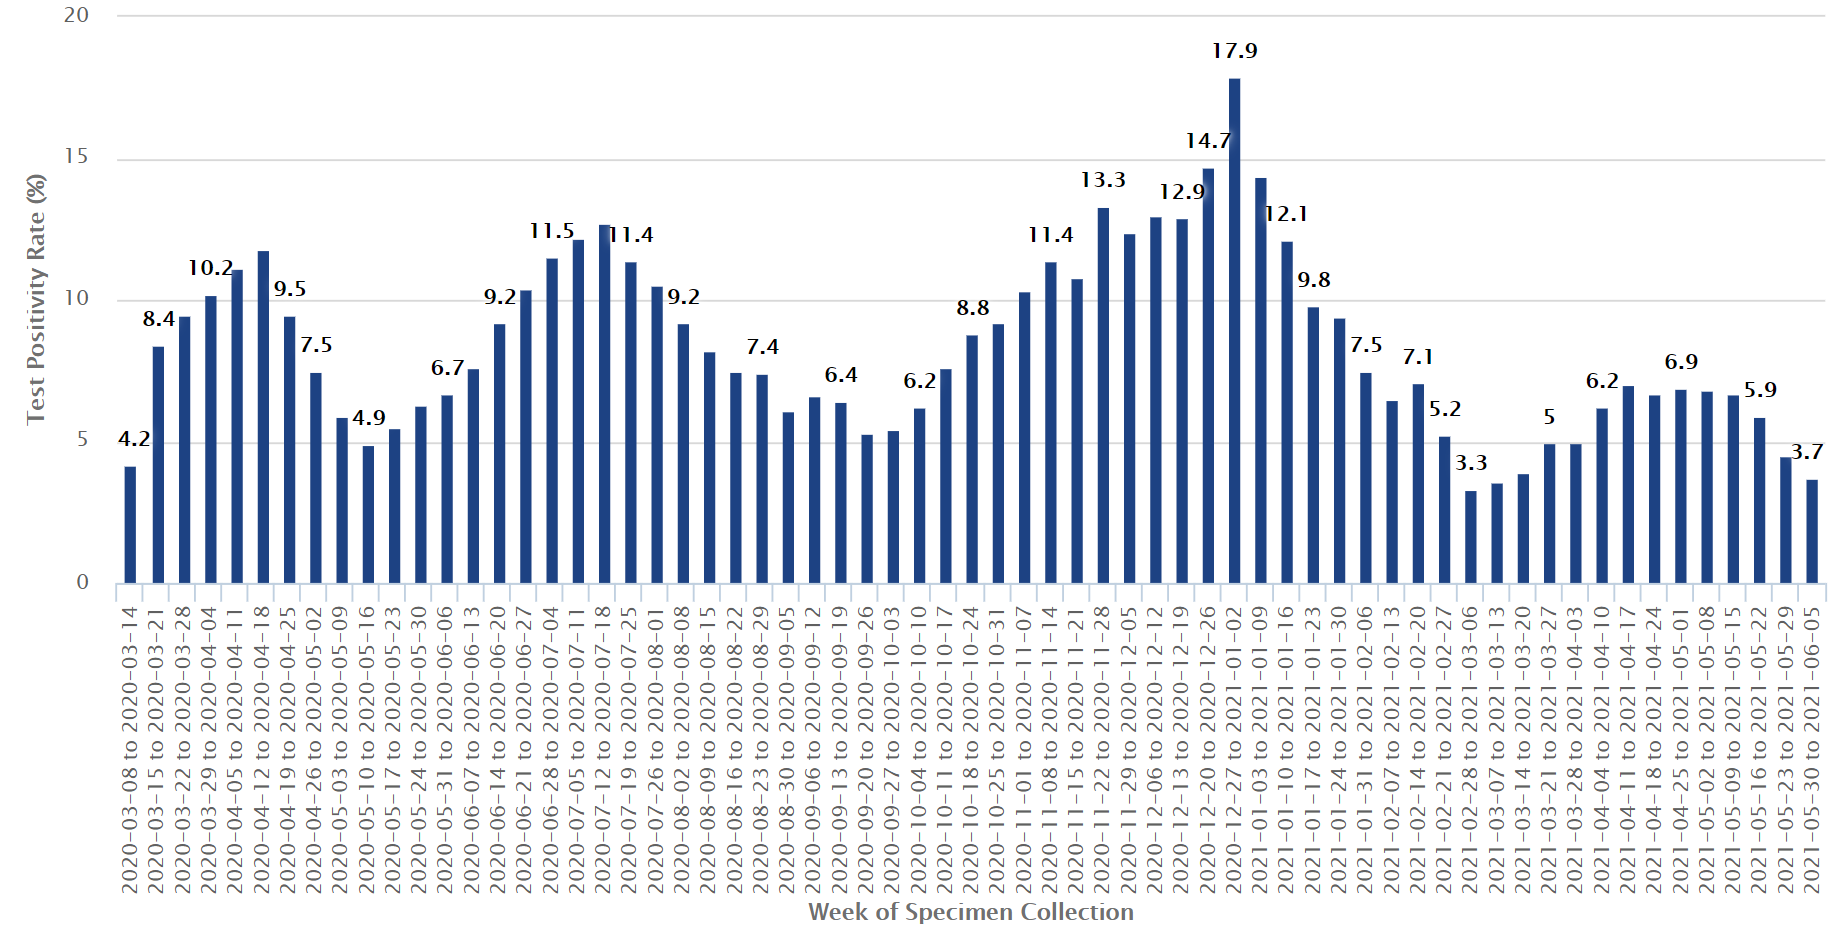 20
15
10
5
0
Test Positivity Rate (%)
4.2
8.4
10.2
9.5
7.5
4.9
6.7
9.2
11.5
11.4
9.2
7.4
6.4
6.2
8.8
11.4
13.3
12.9
14.7
17.9
12.1
9.8
7.5
7.1
5.2
3.3
5
6.2
6.9
5.9
3.7
2020-03-08 to 2020-03-14
2020-03-15 to 2020-03-21
2020-03-22 to 2020-03-28
2020-03-29 to 2020-04-04
2020-04-05 to 2020-04-11
2020-04-12 to 2020-04-18
2020-04-19 to 2020-04-25
2020-04-26 to 2020-05-02
2020-05-03 to 2020-05-09
2020-05-10 to 2020-05-16
2020-05-17 to 2020-05-23
2020-05-24 to 2020-05-30
2020-05-31 to 2020-06-06
2020-06-07 to 2020-06-13
2020-06-14 to 2020-06-20
2020-06-21 to 2020-06-27
2020-06-28 to 2020-07-04
2020-07-05 to 2020-07-11
2020-07-12 to 2020-07-18
2020-07-19 to 2020-07-25
2020-07-26 to 2020-08-01
2020-08-02 to 2020-08-08
2020-08-09 to 2020-08-15
2020-08-16 to 2020-08-22
2020-08-23 to 2020-08-29
2020-08-30 to 2020-09-05
2020-09-06 to 2020-09-12
2020-09-13 to 2020-09-19
2020-09-20 to 2020-09-26
2020-09-27 to 2020-10-03
2020-10-04 to 2020-10-10
2020-10-11 to 2020-10-17
2020-10-18 to 2020-10-24
2020-10-25 to 2020-10-31
2020-11-01 to 2020-11-07
2020-11-08 to 2020-11-14
2020-11-15 to 2020-11-21
2020-11-22 to 2020-11-28
2020-11-29 to 2020-12-05
2020-12-06 to 2020-12-12
2020-12-13 to 2020-12-19
2020-12-20 to 2020-12-26
2020-12-27 to 2021-01-02
2021-01-03 to 2021-01-09
2021-01-10 to 2021-01-16
2021-01-17 to 2021-01-23
2021-01-24 to 2021-01-30
2021-01-31 to 2021-02-06
2021-02-07 to 2021-02-13
2021-02-14 to 2021-02-20
2021-02-21 to 2021-02-27
2021-02-28 to 2021-03-06
2021-03-07 to 2021-03-13
2021-03-14 to 2021-03-20
2021-03-21 to 2021-03-27
2021-03-28 to 2021-04-03
2021-04-04 to 2021-04-10
2021-04-11 to 2021-04-17
2021-04-18 to 2021-04-24
2021-04-25 to 2021-05-01
2021-05-02 to 2021-05-08
2021-05-09 to 2021-05-15
2021-05-16 to 2021-05-22
2021-05-23 to 2021-05-29
2021-05-30 to 2021-06-05
Week of Specimen Collection